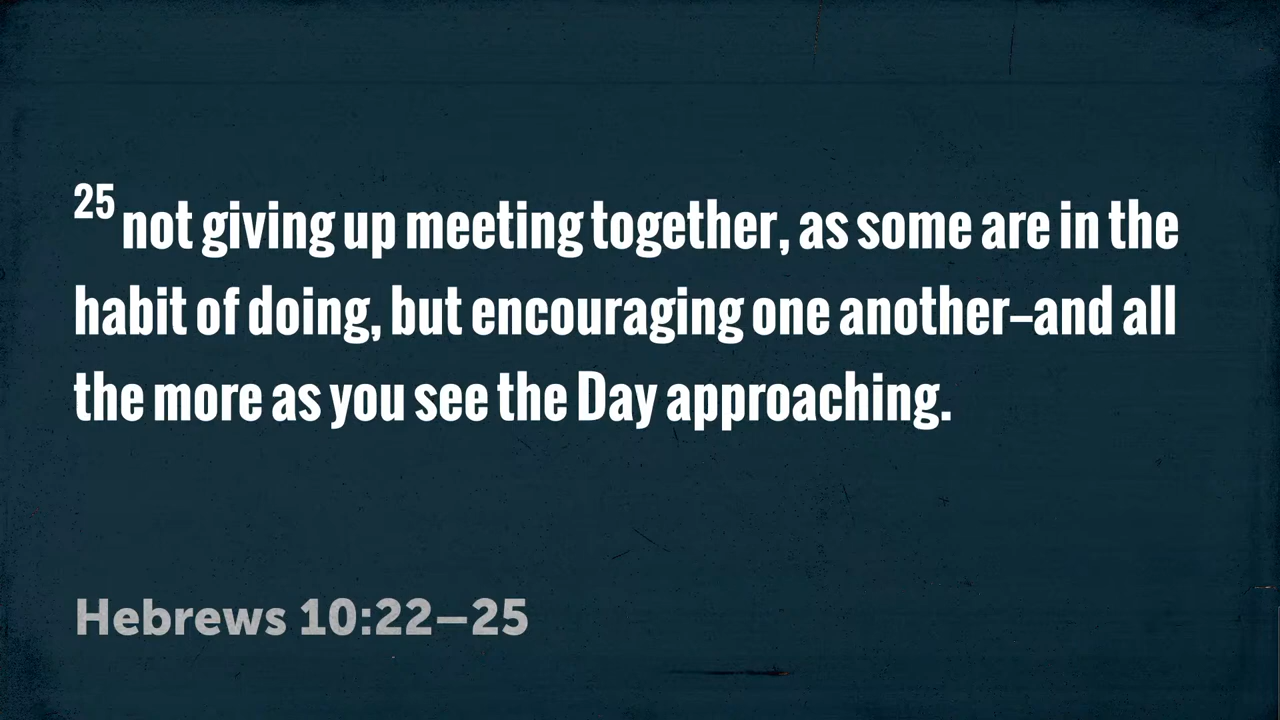 25 not giving up meeting together, as some are in the
habit of doing, but encouraging one another–and all
the more as you see the Day approaching.
Hebrews 10:22–25